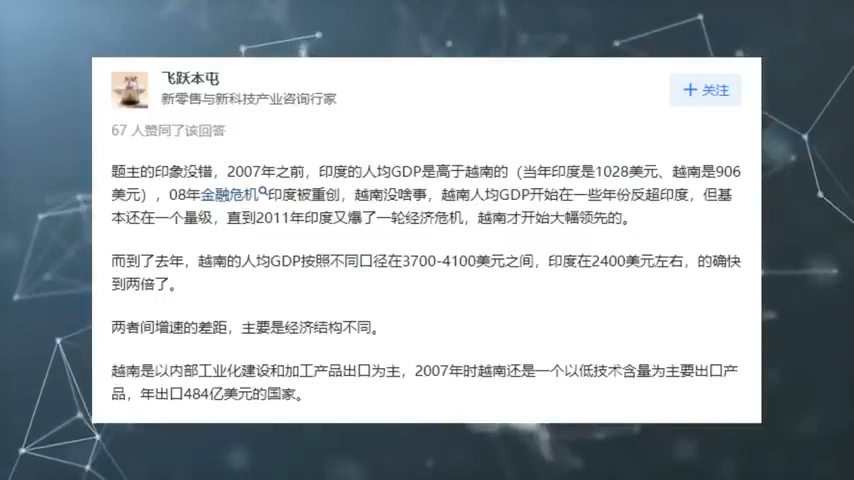 飞跃本屯
新零售与新科技产业咨询行家
+ 关注
67 人赞同了该回答
题主的印象没错，2007年之前，印度的人均GDP是高于越南的（当年印度是1028美元、越南是906
美元），08年金融危机印度被重创，越南没啥事，越南人均GDP开始在一些年份反超印度，但基
本还在一个量级，直到2011年印度又爆了一轮经济危机，越南才开始大幅领先的。
而到了去年，越南的人均GDP按照不同口径在3700-4100美元之间，印度在2400美元左右，的确快
到两倍了。
两者间增速的差距，主要是经济结构不同。
越南是以内部工业化建设和加工产品出口为主，2007年时越南还是一个以低技术含量为主要出口产
品，年出口484亿美元的国家。